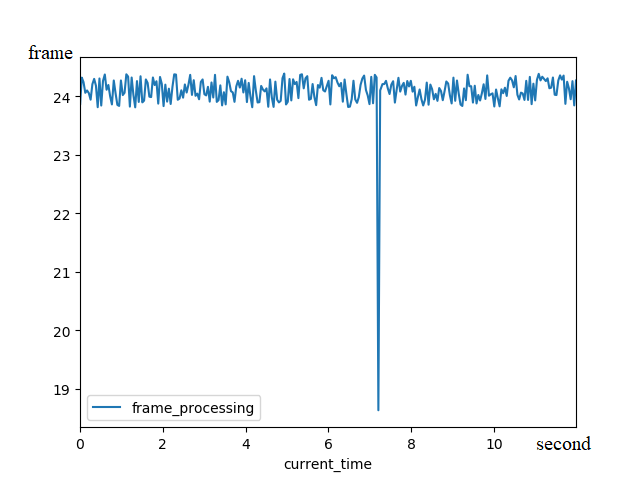 frame
24
23
22
21
20
19
frame_processing
0 2 4 6 8 10 second
current_time